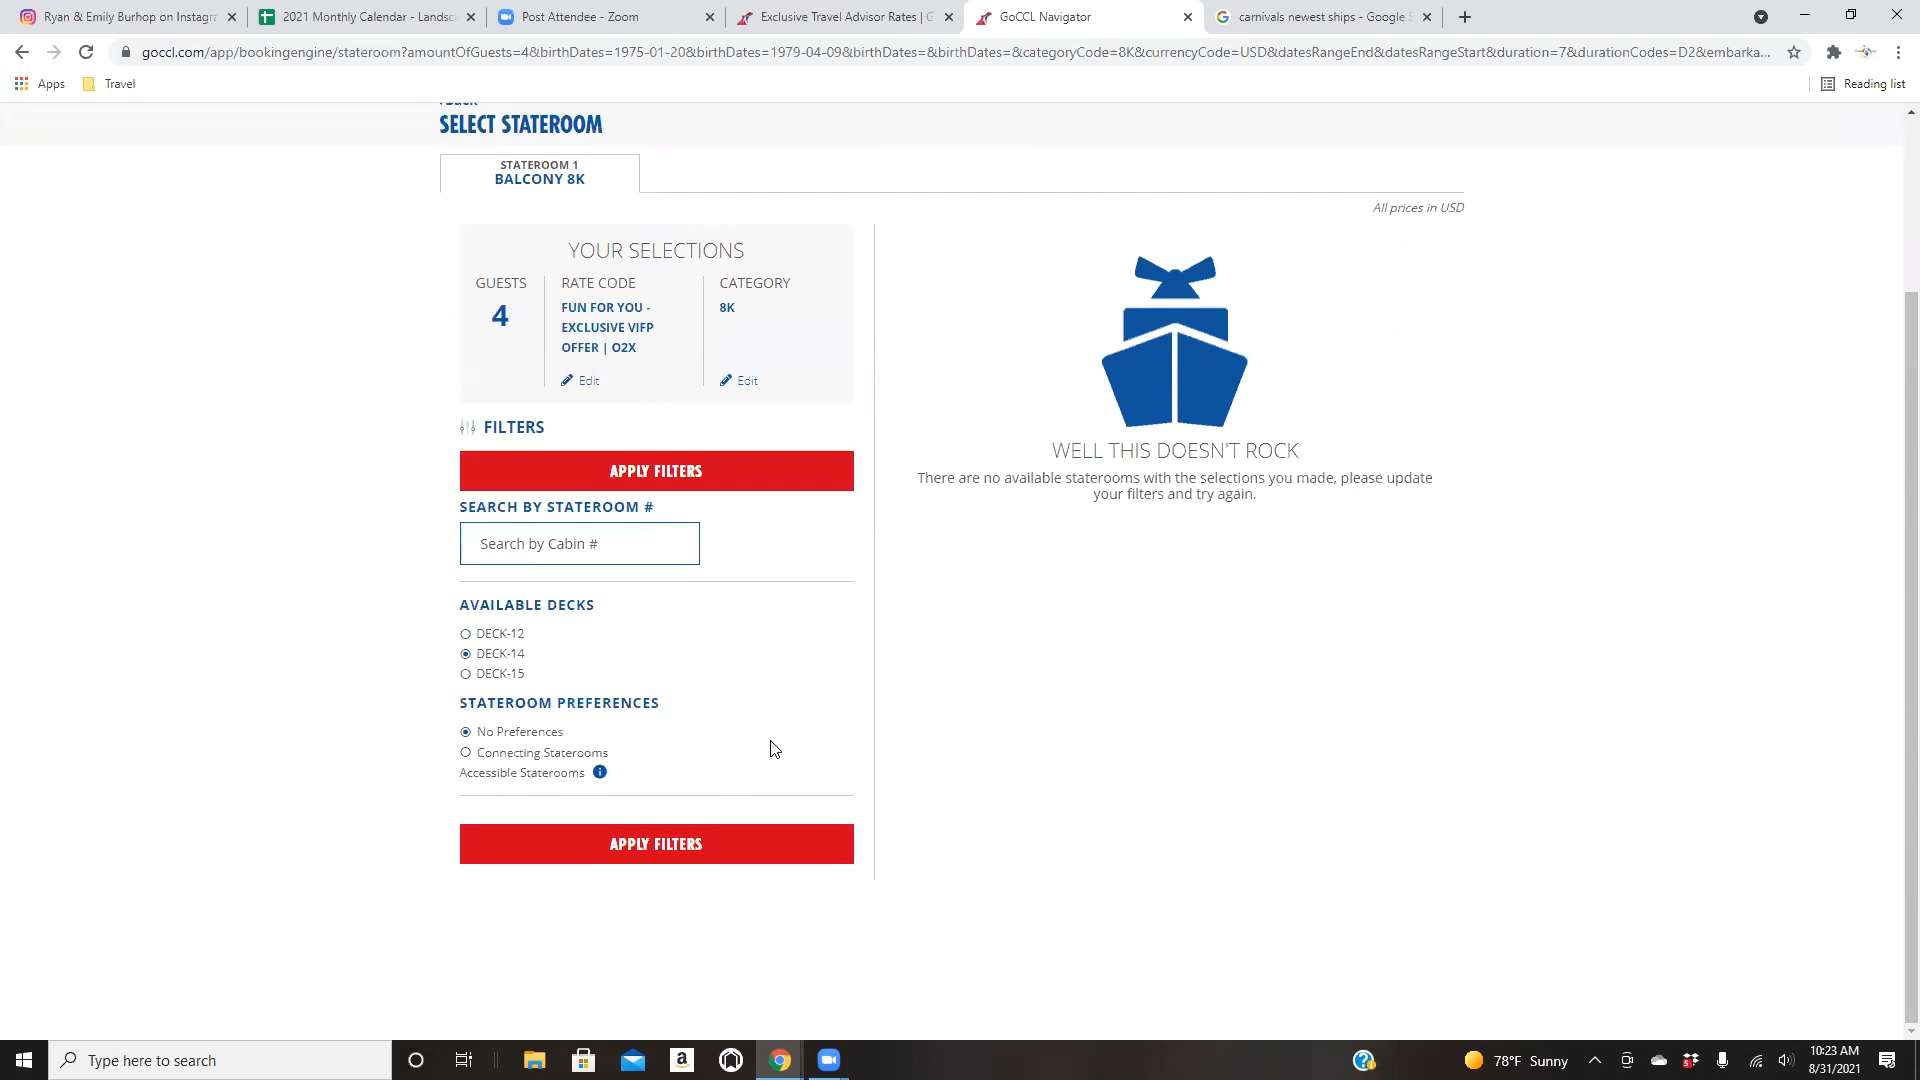 Ryan & Emily Burhop on Instagra
2021 Monthly Calendar - Landsc
Post Attendee - Zoom
Exclusive Travel Advisor Rates | G
GoCCL Navigator
carnivals newest ships - Google S
goccl.com/app/bookingengine/stateroom?amountOfGuests=4&birthDates=1975-01-20&birthDates=1979-04-09&birthDates=&birthDates=&categoryCode=8K&currencyCode=USD&datesRangeEnd&datesRangeStart&duration=7&durationCodes=D2&embarka...
Apps
Travel
Reading list
Back
SELECT STATEROOM
STATEROOM 1
BALCONY 8K
All prices in USD
YOUR SELECTIONS
GUESTS
4
RATE CODE
FUN FOR YOU -
EXCLUSIVE VIFP
OFFER | O2X
Edit
CATEGORY
8K
Edit
FILTERS
APPLY FILTERS
SEARCH BY STATEROOM #
Search by Cabin #
AVAILABLE DECKS
DECK-12
DECK-14
DECK-15
STATEROOM PREFERENCES
No Preferences
Connecting Staterooms
Accessible Staterooms
APPLY FILTERS
WELL THIS DOESN'T ROCK
There are no available staterooms with the selections you made, please update
your filters and try again.
Type here to search
78°F Sunny
10:23 AM
8/31/2021